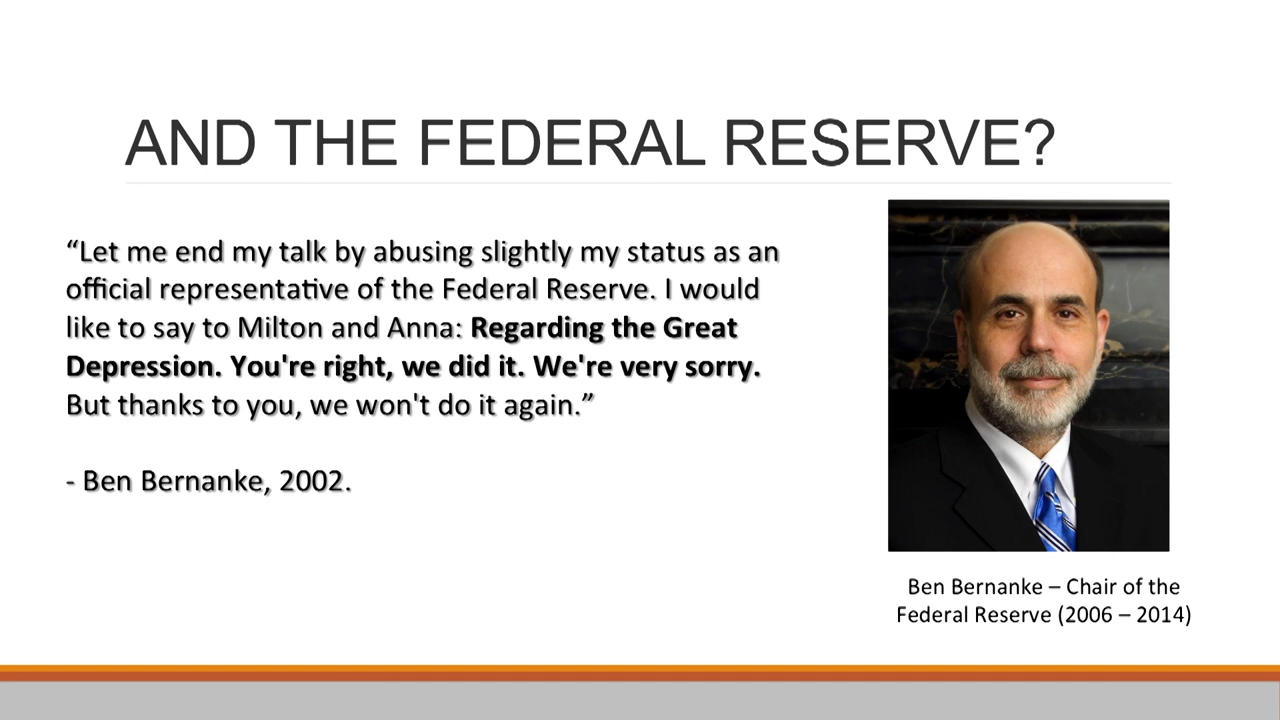 AND THE FEDERAL RESERVE?
“Let me end my talk by abusing slightly my status as an
official representative of the Federal Reserve. I would
like to say to Milton and Anna: Regarding the Great
Depression. You're right, we did it. We're very sorry.
But thanks to you, we won't do it again.”
- Ben Bernanke, 2002.
Ben Bernanke – Chair of the
Federal Reserve (2006 – 2014)